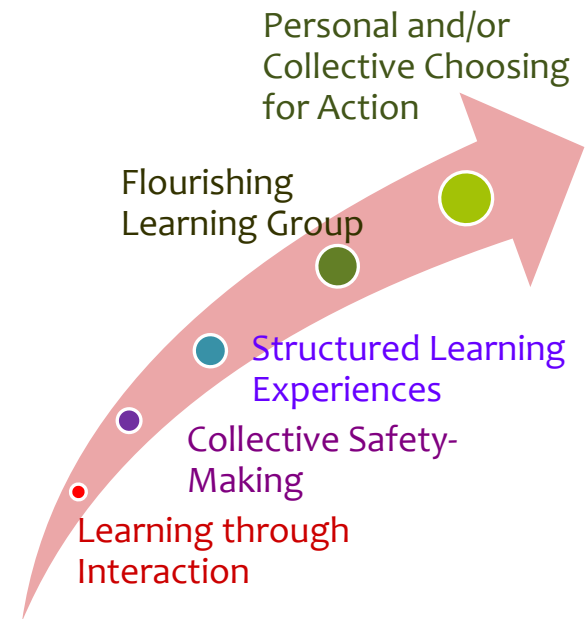 Personal and/or
Collective Choosing
for Action
Flourishing
Learning Group
Structured Learning
Experiences
Collective Safety-
Making
Learning through
Interaction